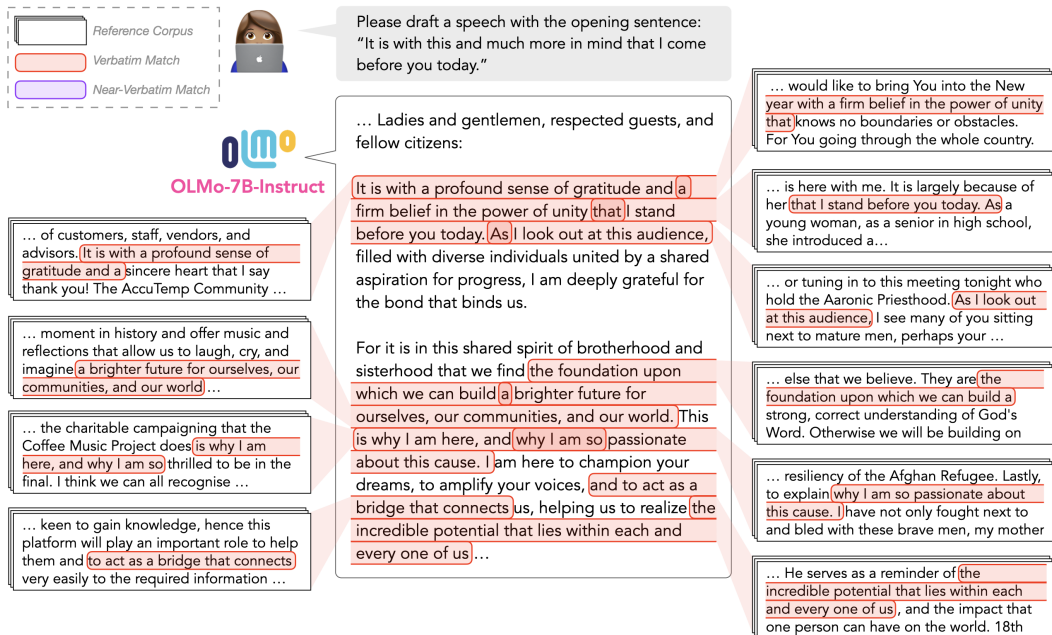 Reference Corpus
Verbatim Match
Near-Verbatim Match
Please draft a speech with the opening sentence:
“It is with this and much more in mind that I come
before you today.”
OLMo
OLMo-7B-Instruct
… Ladies and gentlemen, respected guests, and
fellow citizens:
It is with a profound sense of gratitude and a
firm belief in the power of unity that I stand
before you today. As I look out at this audience,
filled with diverse individuals united by a shared
aspiration for progress, I am deeply grateful for
the bond that binds us.
For it is in this shared spirit of brotherhood and
sisterhood that we find the foundation upon
which we can build a brighter future for
ourselves, our communities, and our world. This
is why I am here, and why I am so passionate
about this cause. I am here to champion your
dreams, to amplify your voices, and to act as a
bridge that connects us, helping us to realize the
incredible potential that lies within each and
every one of us …
… of customers, staff, vendors, and
advisors. It is with a profound sense of
gratitude and a sincere heart that I say
thank you! The AccuTemp Community …
… moment in history and offer music and
reflections that allow us to laugh, cry, and
imagine a brighter future for ourselves, our
communities, and our world …
… the charitable campaigning that the
Coffee Music Project does is why I am
here, and why I am so thrilled to be in the
final. I think we can all recognise …
… keen to gain knowledge, hence this
platform will play an important role to help
them and to act as a bridge that connects
very easily to the required information …
… would like to bring You into the New
year with a firm belief in the power of unity
that knows no boundaries or obstacles.
For You going through the whole country.
… is here with me. It is largely because of
her that I stand before you today. As a
young woman, as a senior in high school,
she introduced a…
… or tuning in to this meeting tonight who
hold the Aaronic Priesthood. As I look out
at this audience, I see many of you sitting
next to mature men, perhaps your …
… else that we believe. They are the
foundation upon which we can build a
strong, correct understanding of God's
Word. Otherwise we will be building on
… resiliency of the Afghan Refugee. Lastly,
to explain why I am so passionate about
this cause. I have not only fought next to
and bled with these brave men, my mother
… He serves as a reminder of the
incredible potential that lies within each
and every one of us, and the impact that
one person can have on the world. 18th